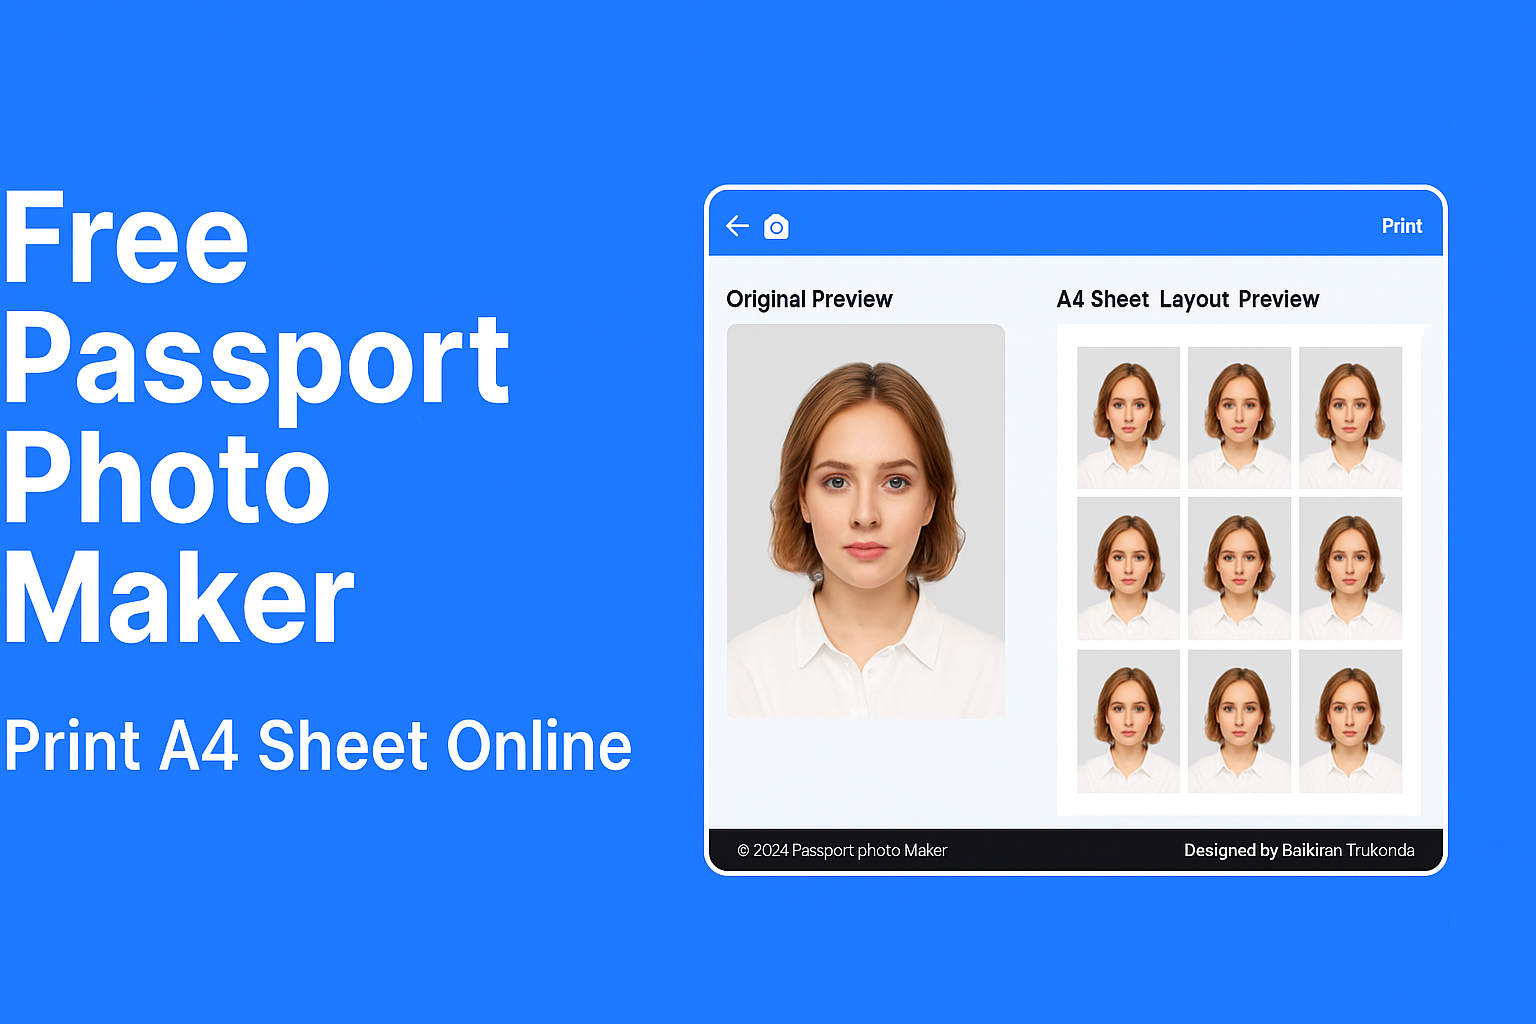 Free
Passport
Photo
Maker
Print A4 Sheet Online
Print
Original Preview
A4 Sheet Layout Preview
© 2024 Passport photo Maker
Designed by Baikiran Trukonda